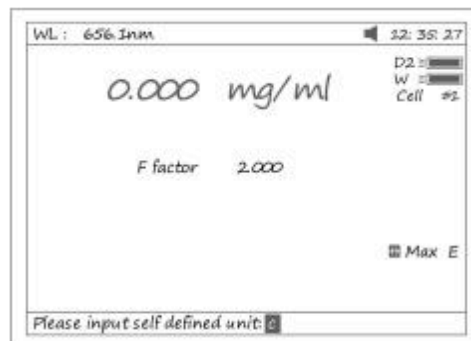 WL: 656.1nm 12:35:27
D2:
W:
Cell #1
0.000 mg/ml
F factor 2.000
Max E
Please input self defined unit: c